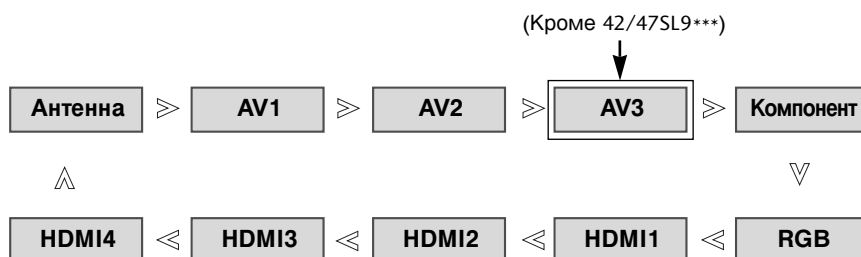 (Кроме 42/47SL9***)
Антенна AV1 AV2 AV3 Компонент
HDMI4 HDMI3 HDMI2 HDMI1 RGB